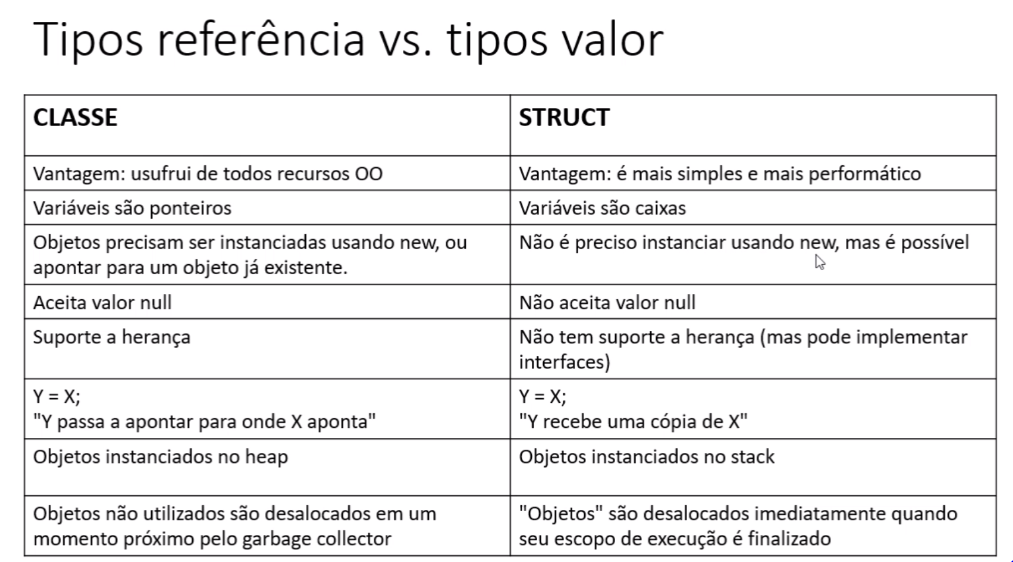 Tipos referência vs. tipos valor
CLASSE
STRUCT
Vantagem: usufrui de todos recursos OO
Vantagem: é mais simples e mais performático
Variáveis são ponteiros
Variáveis são caixas
Objetos precisam ser instanciadas usando new, ou
apontar para um objeto já existente.
Não é preciso instanciar usando new, mas é possível
Aceita valor null
Não aceita valor null
Suporte a herança
Não tem suporte a herança (mas pode implementar
interfaces)
Y = X;
"Y passa a apontar para onde X aponta"
Y = X;
"Y recebe uma cópia de X"
Objetos instanciados no heap
Objetos instanciados no stack
Objetos não utilizados são desalocados em um
momento próximo pelo garbage collector
"Objetos" são desalocados imediatamente quando
seu escopo de execução é finalizado